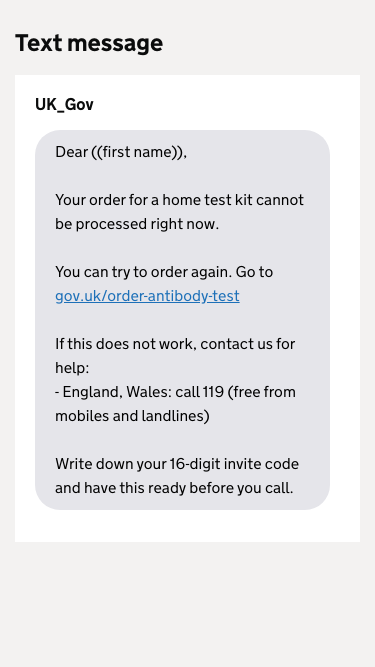 Text message
UK_Gov
Dear ((first name)),
Your order for a home test kit cannot
be processed right now.
You can try to order again. Go to
gov.uk/order-antibody-test
If this does not work, contact us for
help:
- England, Wales: call 119 (free from
mobiles and landlines)
Write down your 16-digit invite code
and have this ready before you call.